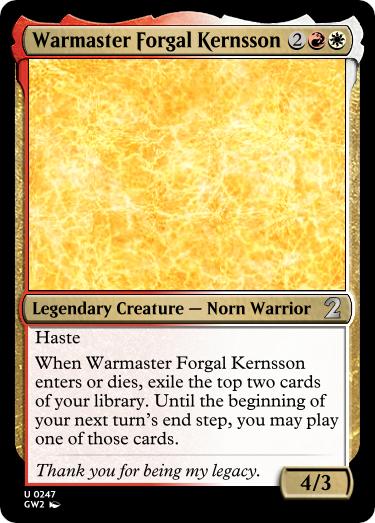 Warmaster Forgal Kernsson 2
Legendary Creature — Norn Warrior 2
Haste
When Warmaster Forgal Kernsson
enters or dies, exile the top two cards
of your library. Until the beginning of
your next turn's end step, you may play
one of those cards.
Thank you for being my legacy.
4/3
U 0247
GW2